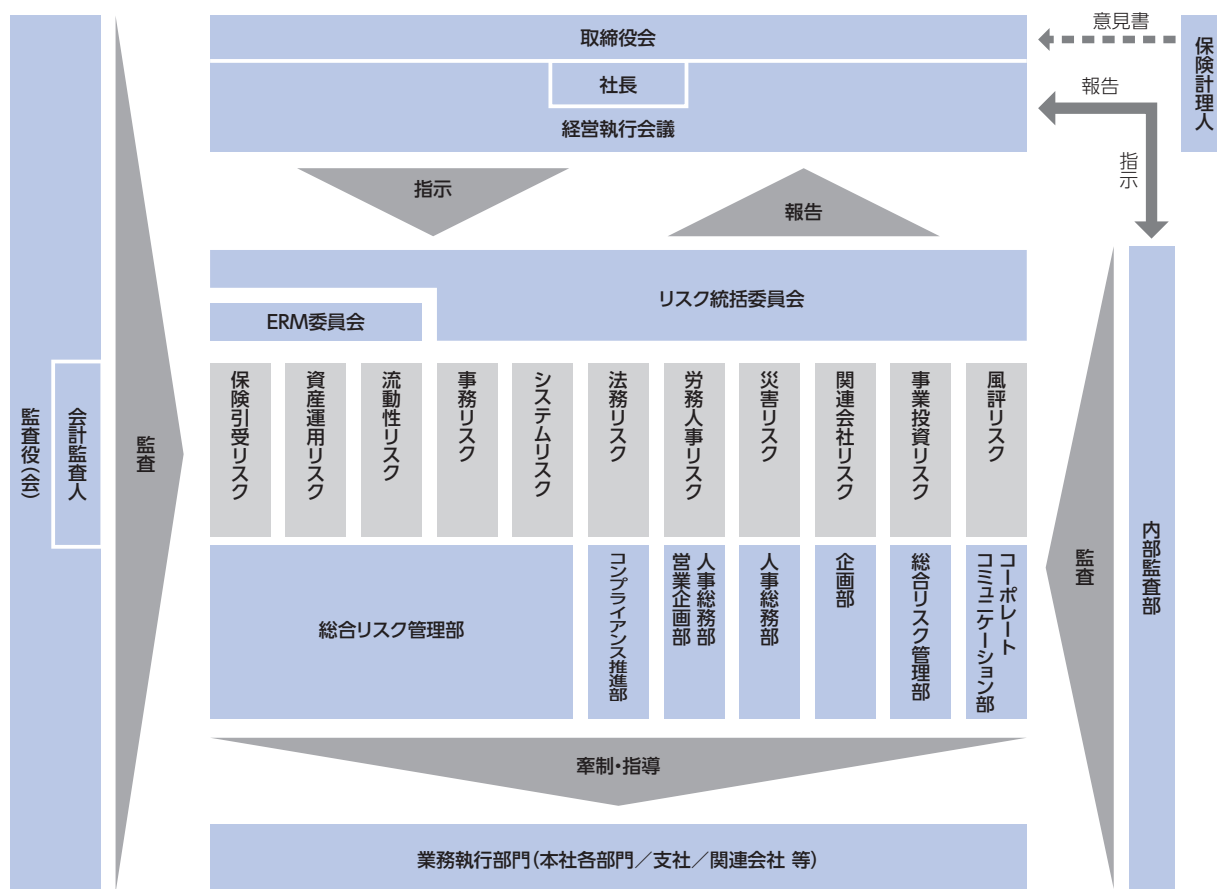 取締役会
社長
経営執行会議
意見書
保険計理人
報告
指示
指示
報告
リスク統括委員会
ERM委員会
監査役(会)
会計監査人
監査
保険引受リスク
資産運用リスク
流動性リスク
事務リスク
システムリスク
法務リスク
労務人事リスク
災害リスク
関連会社リスク
事業投資リスク
風評リスク
総合リスク管理部
コンプライアンス推進部
人事総務部
営業企画部
人事総務部
企画部
総合リスク管理部
コーポレート
コミュニケーション部
監査
内部監査部
牽制・指導
業務執行部門(本社各部門／支社／関連会社 等)